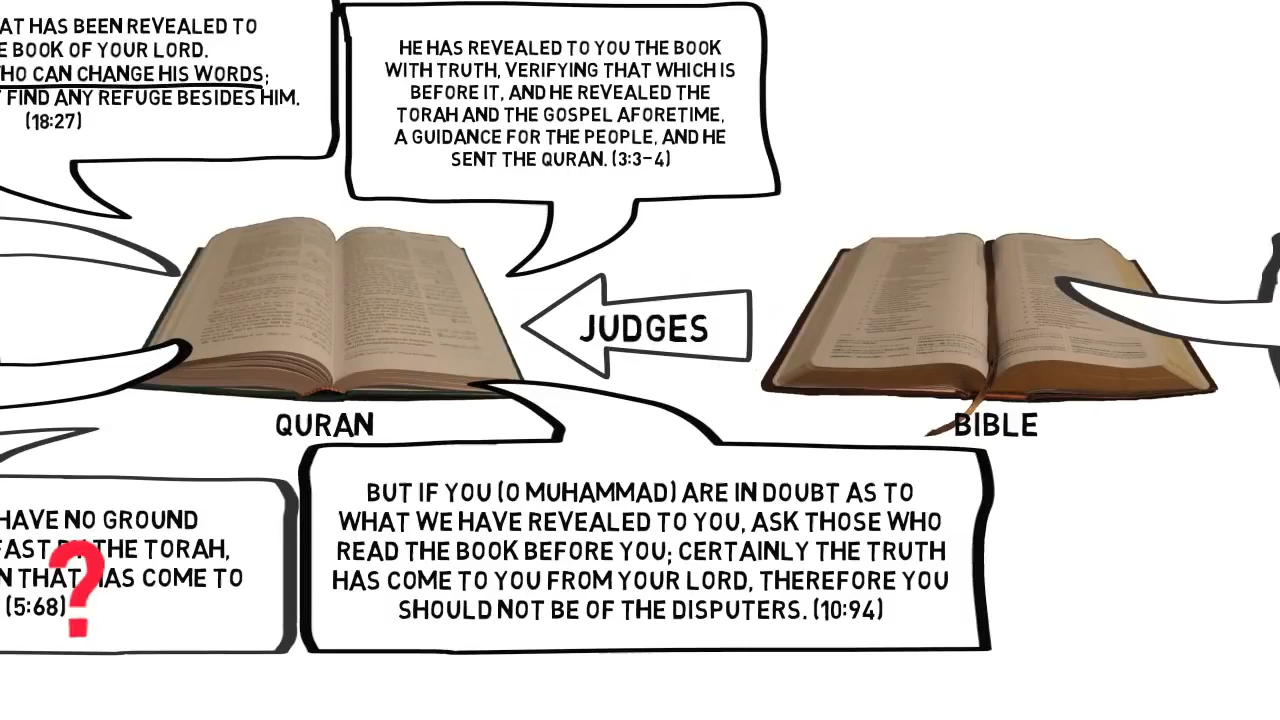 AT HAS BEEN REVEALED TO
E BOOK OF YOUR LORD.
HO CAN CHANGE HIS WORDS;
FIND ANY REFUGE BESIDES HIM.
(18:27)
HE HAS REVEALED TO YOU THE BOOK
WITH TRUTH, VERIFYING THAT WHICH IS
BEFORE IT, AND HE REVEALED THE
TORAH AND THE GOSPEL AFORETIME,
A GUIDANCE FOR THE PEOPLE, AND HE
SENT THE QURAN. (3:3-4)
JUDGES
QURAN
BIBLE
HAVE NO GROUND
FAST BY THE TORAH,
N THAT HAS COME TO
(5:68)
?
BUT IF YOU (O MUHAMMAD) ARE IN DOUBT AS TO
WHAT WE HAVE REVEALED TO YOU, ASK THOSE WHO
READ THE BOOK BEFORE YOU; CERTAINLY THE TRUTH
HAS COME TO YOU FROM YOUR LORD, THEREFORE YOU
SHOULD NOT BE OF THE DISPUTERS. (10:94)